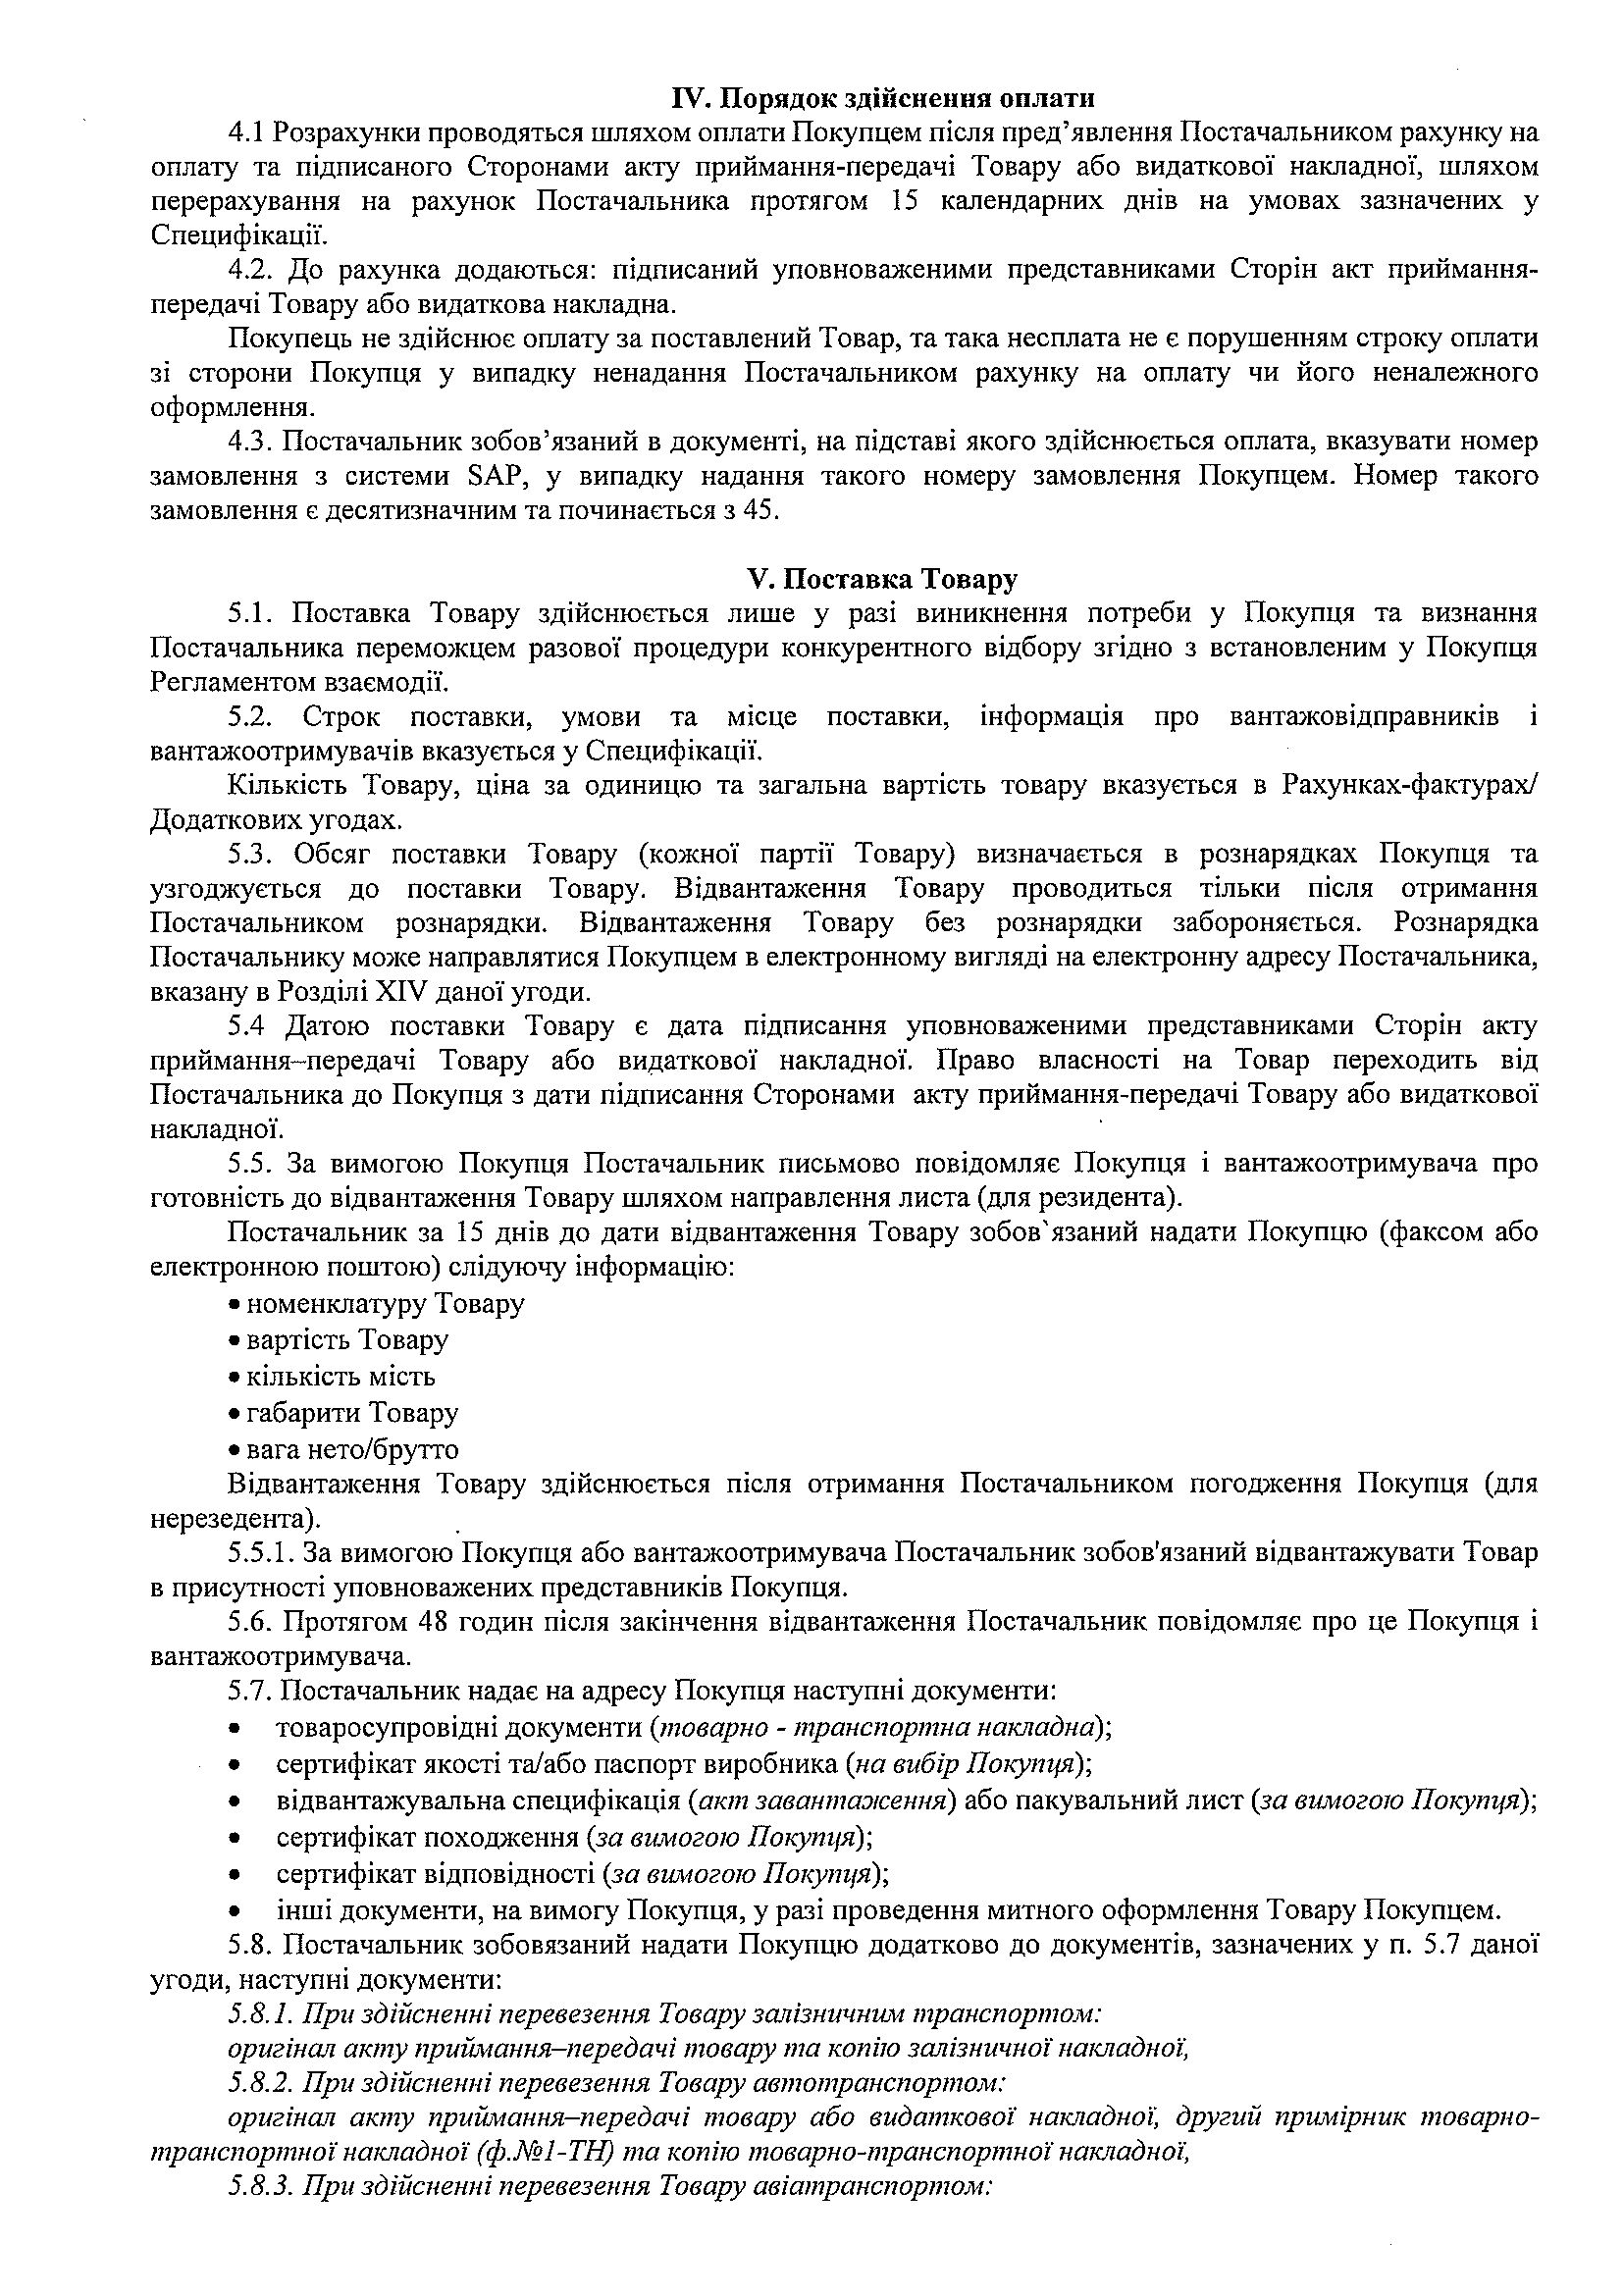 IV. Порядок здійснення оплати
4.1 Розрахунки проводяться шляхом оплати Покупцем після пред’явлення Постачальником рахунку на
оплату та підписаного Сторонами акту приймання-передачі Товару або видаткової накладної, шляхом
перерахування на рахунок Постачальника протягом 15 календарних днів на умовах зазначених у
Специфікації.
4.2. До рахунка додаються: підписаний уповноваженими представниками Сторін акт приймання-
передачі Товару або видаткова накладна.
Покупець не здійснює оплату за поставлений Товар, та така несплата не є порушенням строку оплати
зі сторони Покупця у випадку ненадання Постачальником рахунку на оплату чи його неналежного
оформлення.
4.3. Постачальник зобов’язаний в документі, на підставі якого здійснюється оплата, вказувати номер
замовлення з системи SAP, у випадку надання такого номеру замовлення Покупцем. Номер такого
замовлення є десятизначним та починається з 45.
V. Поставка Товару
5.1. Поставка Товару здійснюється лише у разі виникнення потреби у Покупця та визнання
Постачальника переможцем разової процедури конкурентного відбору згідно з встановленим у Покупця
Регламентом взаємодії.
5.2. Строк поставки, умови та місце поставки, інформація про вантажовідправників і
вантажоотримувачів вказується у Специфікації.
Кількість Товару, ціна за одиницю та загальна вартість товару вказується в Рахунках-фактурах/
Додаткових угодах.
5.3. Обсяг поставки Товару (кожної партії Товару) визначається в рознарядках Покупця та
узгоджується до поставки Товару. Відвантаження Товару проводиться тільки після отримання
Постачальником рознарядки. Відвантаження Товару без рознарядки забороняється. Рознарядка
Постачальнику може направлятися Покупцем в електронному вигляді на електронну адресу Постачальника,
вказану в Розділі XIV даної угоди.
5.4 Датою поставки Товару є дата підписання уповноваженими представниками Сторін акту
приймання–передачі Товару або видаткової накладної. Право власності на Товар переходить від
Постачальника до Покупця з дати підписання Сторонами акту приймання-передачі Товару або видаткової
накладної.
5.5. За вимогою Покупця Постачальник письмово повідомляє Покупця і вантажоотримувача про
готовність до відвантаження Товару шляхом направлення листа (для резидента).
Постачальник за 15 днів до дати відвантаження Товару зобов`язаний надати Покупцю (факсом або
електронною поштою) слідуючу інформацію:
• номенклатуру Товару
• вартість Товару
• кількість мість
• габарити Товару
• вага нето/брутто
Відвантаження Товару здійснюється після отримання Постачальником погодження Покупця (для
нерезедента).
5.5.1. За вимогою Покупця або вантажоотримувача Постачальник зобов'язаний відвантажувати Товар
в присутності уповноважених представників Покупця.
5.6. Протягом 48 годин після закінчення відвантаження Постачальник повідомляє про це Покупця і
вантажоотримувача.
5.7. Постачальник надає на адресу Покупця наступні документи:
• товаросупровідні документи (товарно - транспортна накладна);
• сертифікат якості та/або паспорт виробника (на вибір Покупця);
• відвантажувальна специфікація (акт завантаження) або пакувальний лист (за вимогою Покупця);
• сертифікат походження (за вимогою Покупця);
• сертифікат відповідності (за вимогою Покупця);
• інші документи, на вимогу Покупця, у разі проведення митного оформлення Товару Покупцем.
5.8. Постачальник зобовязаний надати Покупцю додатково до документів, зазначених у п. 5.7 даної
угоди, наступні документи:
5.8.1. При здійсненні перевезення Товару залізничним транспортом:
оригінал акту приймання–передачі товару та копію залізничної накладної,
5.8.2. При здійсненні перевезення Товару автотранспортом:
оригінал акту приймання–передачі товару або видаткової накладної, другий примірник товарно-
транспортної накладної (ф.№1-ТН) та копію товарно-транспортної накладної,
5.8.3. При здійсненні перевезення Товару авіатранспортом: